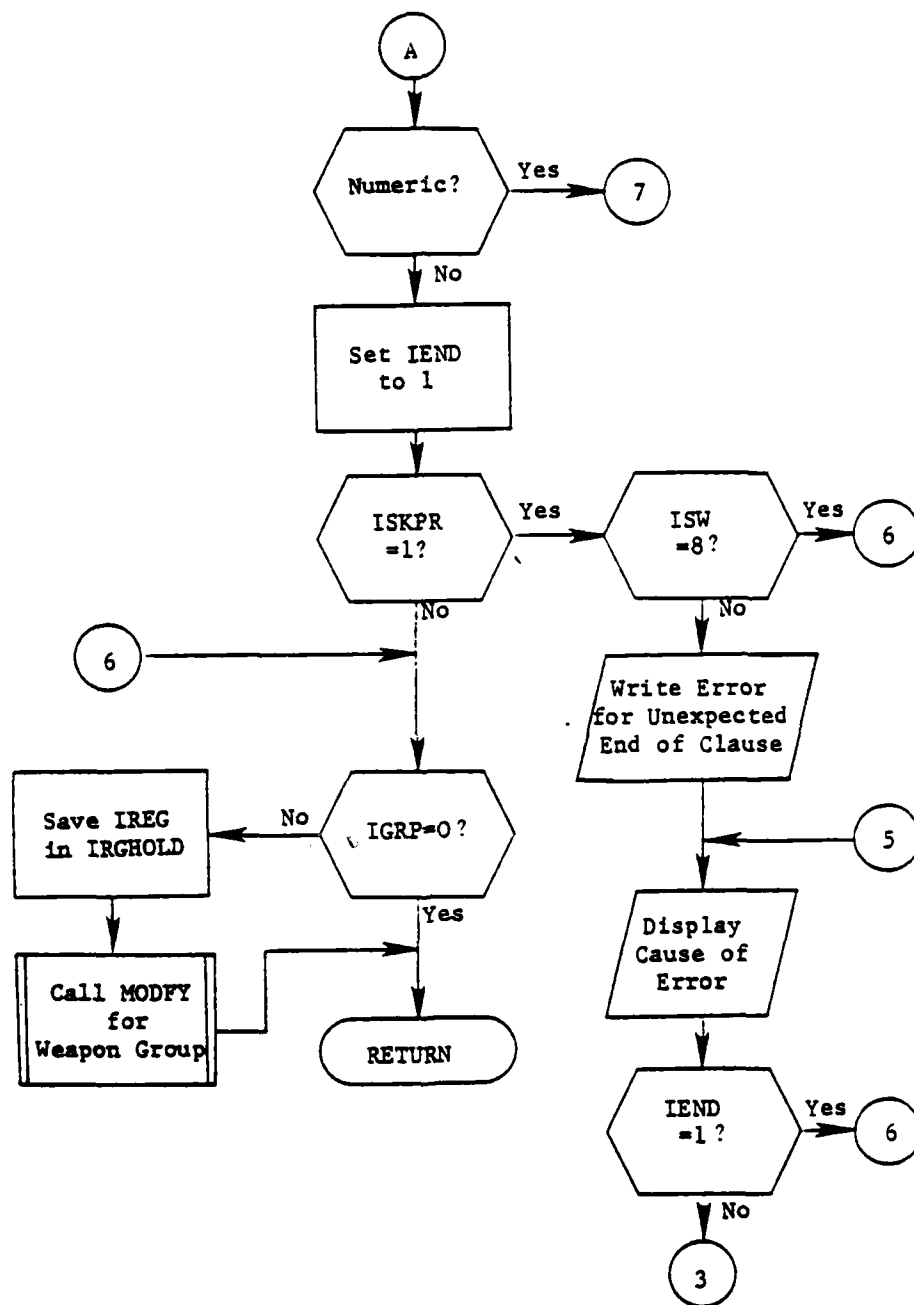 A
Numeric?
Yes
7
No
Set IEND
to 1
ISKPR
=1?
Yes
ISW
=8?
Yes
6
No
No
6
Write Error
for Unexpected
End of Clause
IGRP=0?
No
Save IREG
in IRGHOLD
5
Yes
Display
Cause of
Error
Call MODFY
for
Weapon Group
RETURN
IEND
=1?
Yes
6
No
3